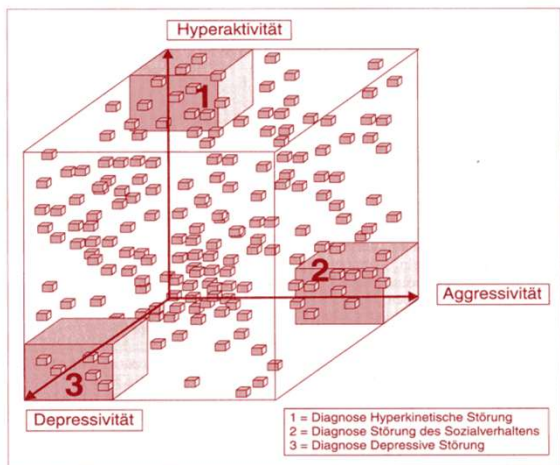 Hyperaktivität
1
2
Aggressivität
3
Depressivität
1 = Diagnose Hyperkinetische Störung
2 = Diagnose Störung des Sozialverhaltens
3 = Diagnose Depressive Störung